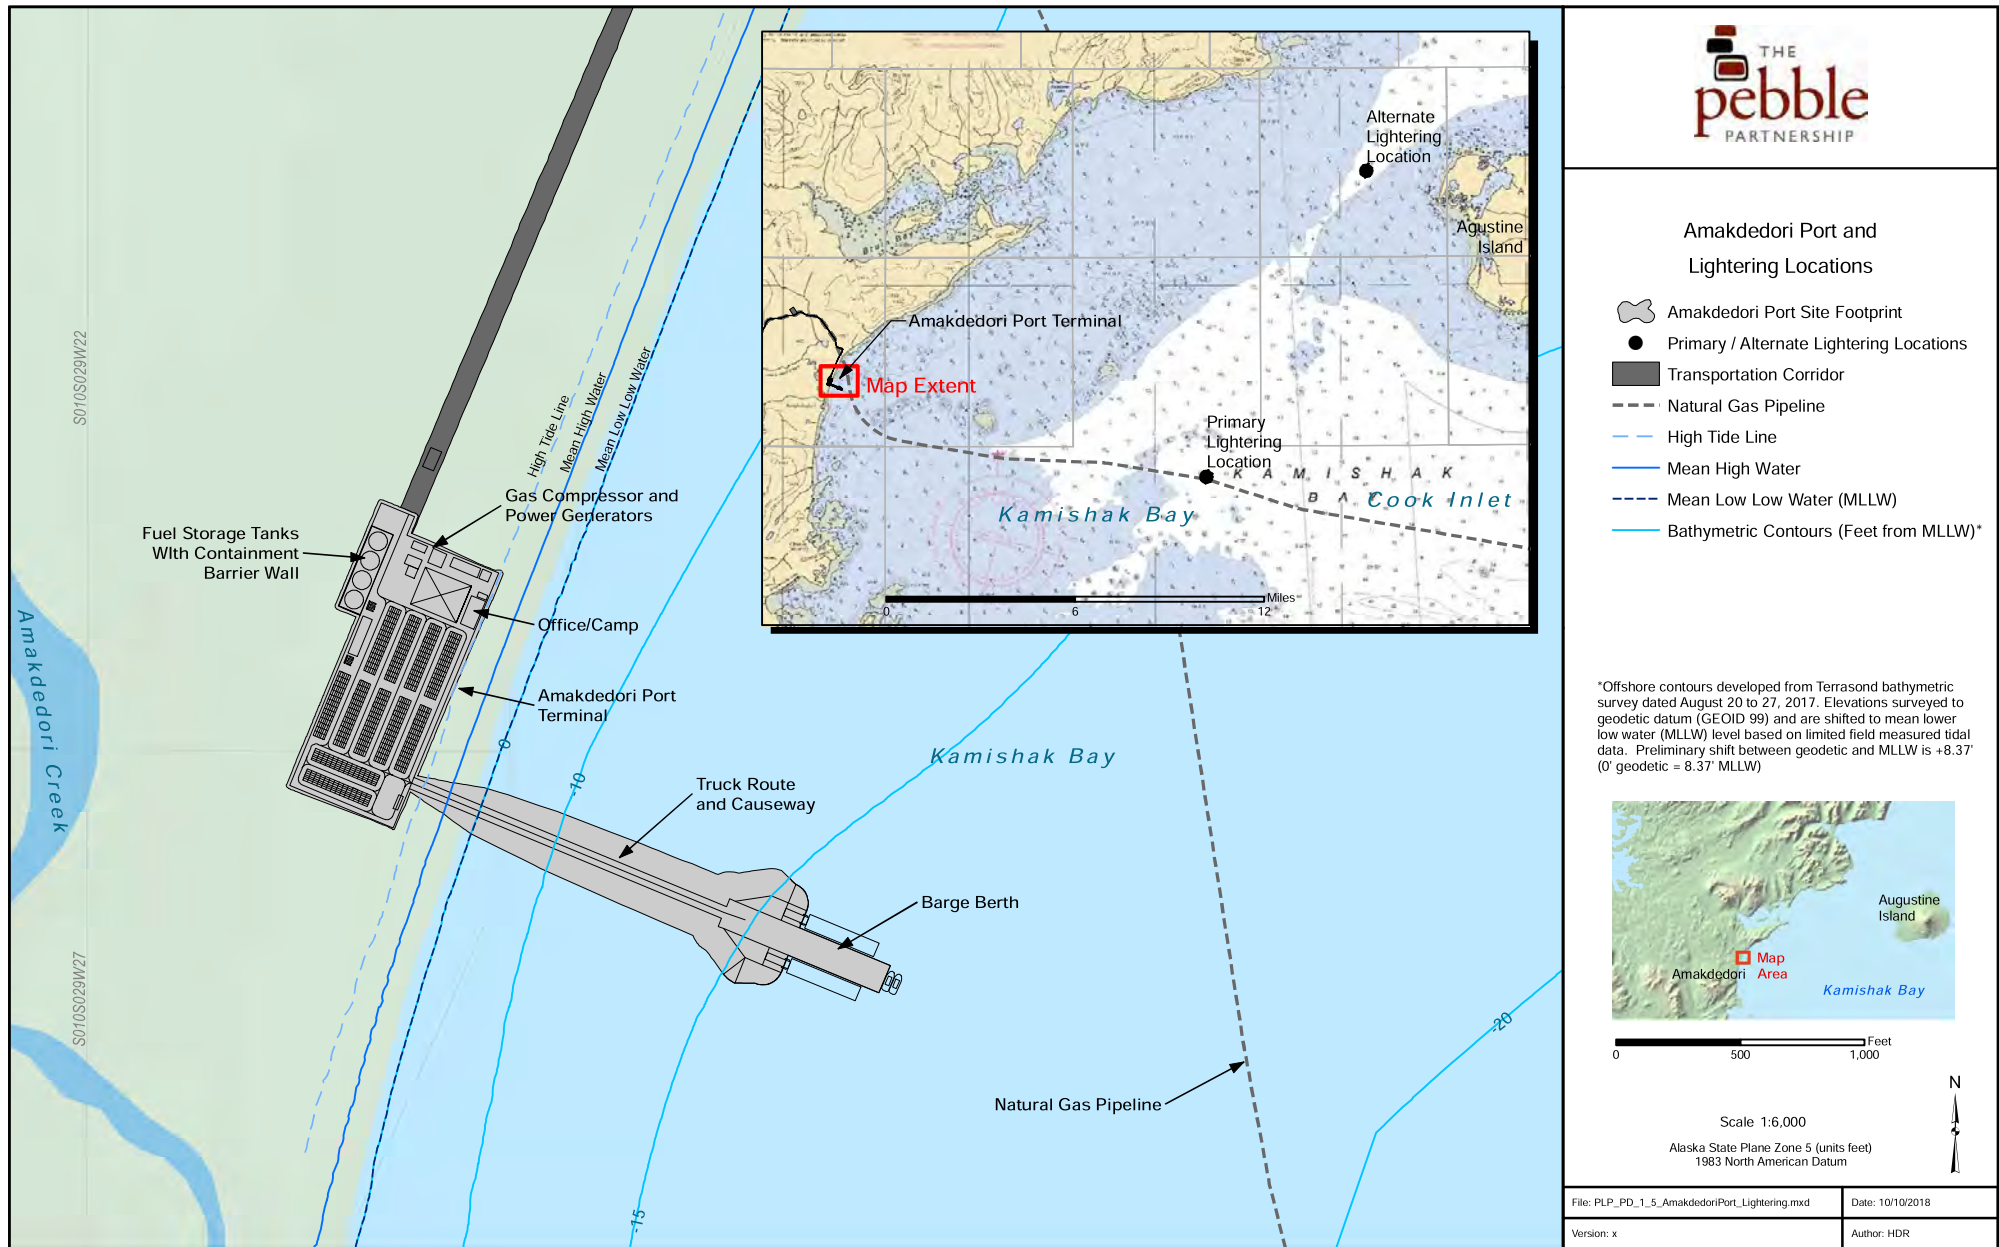 S010S029W22
S010S029W27
Amakdedori Creek
High Tide Line
Mean High Water
Mean Low Low Water
Gas Compressor and
Power Generators
Fuel Storage Tanks
WIth Containment
Barrier Wall
Office/Camp
Amakdedori Port
Terminal
Truck Route
and Causeway
Barge Berth
Kamishak Bay
Natural Gas Pipeline
0
-10
-15
-20
Alternate
Lightering
Location
Agustine
Island
Amakdedori Port Terminal
Map Extent
Primary
Lightering
Location
KAMISHAK
BAY
Cook Inlet
Kamishak Bay
Miles
0 6 12
THE
pebble
PARTNERSHIP
Amakdedori Port and
Lightering Locations
Amakdedori Port Site Footprint
Primary / Alternate Lightering Locations
Transportation Corridor
Natural Gas Pipeline
High Tide Line
Mean High Water
Mean Low Low Water (MLLW)
Bathymetric Contours (Feet from MLLW)*
*Offshore contours developed from Terrasond bathymetric
survey dated August 20 to 27, 2017. Elevations surveyed to
geodetic datum (GEOID 99) and are shifted to mean lower
low water (MLLW) level based on limited field measured tidal
data. Preliminary shift between geodetic and MLLW is +8.37'
(0' geodetic = 8.37' MLLW)
Augustine
Island
Map
Area
Amakdedori
Kamishak Bay
Feet
0 500 1,000
N
Scale 1:6,000
Alaska State Plane Zone 5 (units feet)
1983 North American Datum
File: PLP_PD_1_5_AmakdedoriPort_Lightering.mxd
Date: 10/10/2018
Version: x
Author: HDR